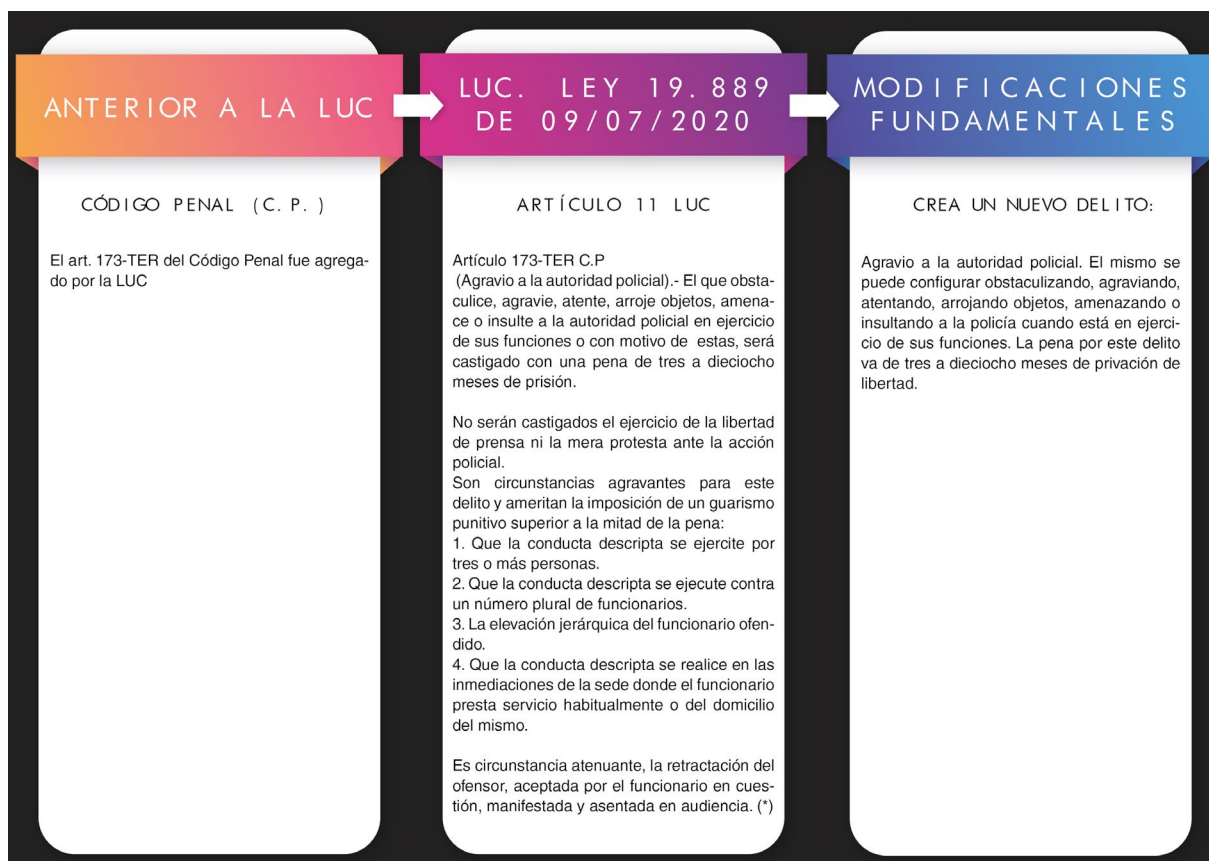 ANTERIOR A LA LUC
CÓDIGO PENAL (C. P. )
El art. 173-TER del Código Penal fue agrega-
do por la LUC
LUC. LEY 19.889
DE 09/07/2020
ARTÍCULO 11 LUC
Artículo 173-TER C.P
(Agravio a la autoridad policial).- El que obsta-
culice, agravie, atente, arroje objetos, amena-
ce o insulte a la autoridad policial en ejercicio
de sus funciones o con motivo de estas, será
castigado con una pena de tres a dieciocho
meses de prisión.
No serán castigados el ejercicio de la libertad
de prensa ni la mera protesta ante la acción
policial.
Son circunstancias agravantes para este
delito y ameritan la imposición de un guarismo
punitivo superior a la mitad de la pena:
1. Que la conducta descripta se ejercite por
tres o más personas.
2. Que la conducta descripta se ejecute contra
un número plural de funcionarios.
3. La elevación jerárquica del funcionario ofen-
dido.
4. Que la conducta descripta se realice en las
inmediaciones de la sede donde el funcionario
presta servicio habitualmente o del domicilio
del mismo.
Es circunstancia atenuante, la retractación del
ofensor, aceptada por el funcionario en cues-
tión, manifestada y asentada en audiencia. (*)
MODIFICACIONES
FUNDAMENTALES
CREA UN NUEVO DELITO:
Agravio a la autoridad policial. El mismo se
puede configurar obstaculizando, agraviando,
atentando, arrojando objetos, amenazando o
insultando a la policía cuando está en ejerci-
cio de sus funciones. La pena por este delito
va de tres a dieciocho meses de privación de
libertad.